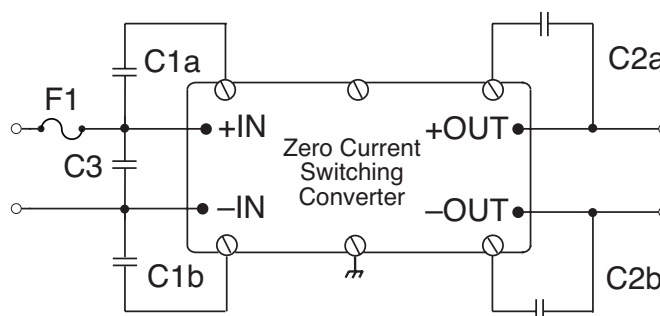 C1a
C2a
F1
+IN
+OUT
Zero Current
Switching
Converter
C3
–IN
–OUT
C1b
C2b